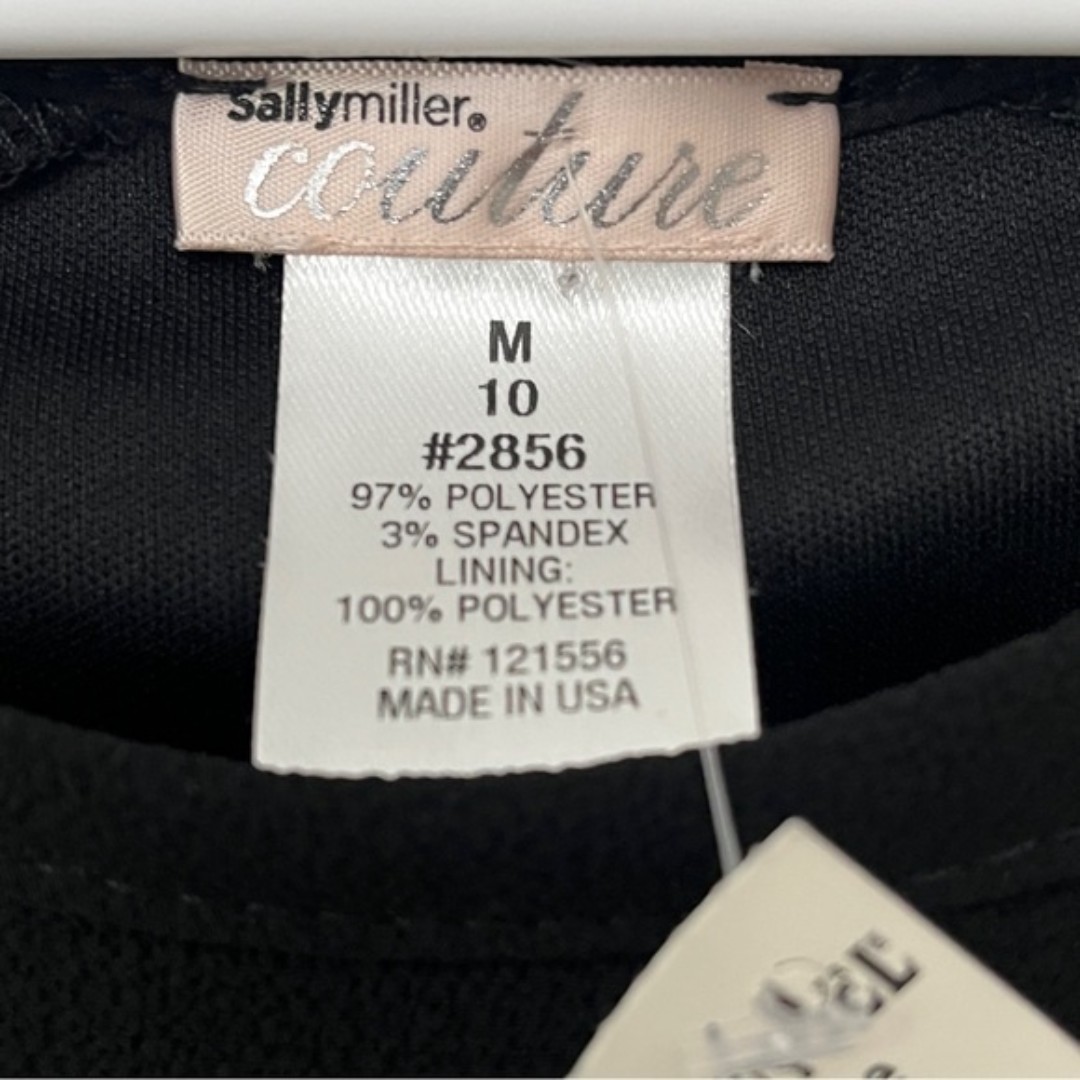 Sallymiller®
couture
M
10
#2856
97% POLYESTER
3% SPANDEX
LINING:
100% POLYESTER
RN# 121556
MADE IN USA